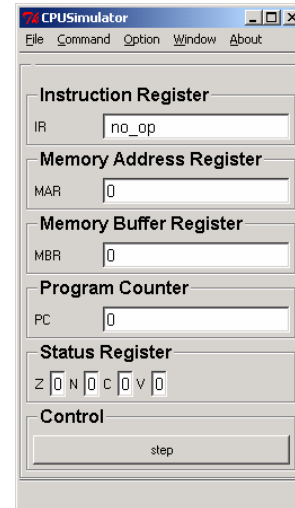 CPUSimulator
File Command Option Window About
Instruction Register
IR no_op
Memory Address Register
MAR 0
Memory Buffer Register
MBR 0
Program Counter
PC 0
Status Register
Z 0 N 0 C 0 V 0
Control
step